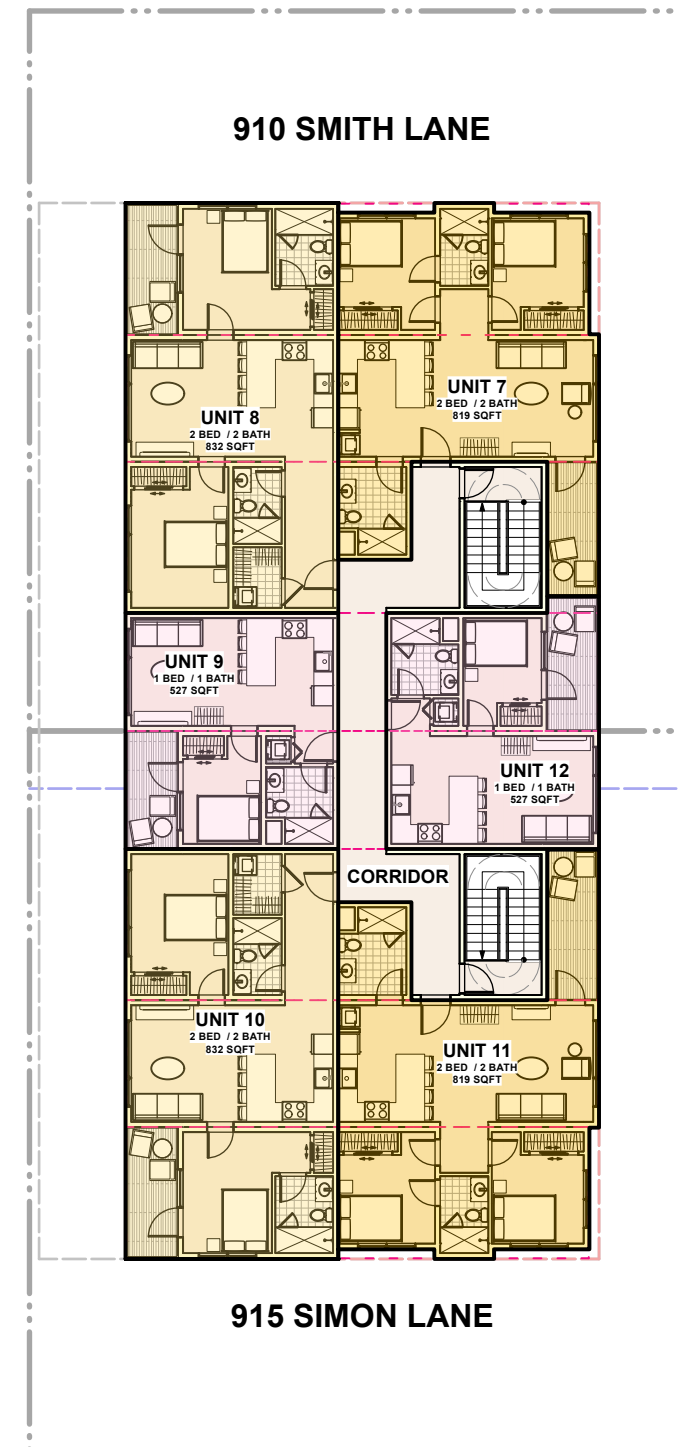 910 SMITH LANE
UNIT 7
2 BED / 2 BATH
819 SQFT
UNIT 8
2 BED / 2 BATH
832 SQFT
UNIT 9
1 BED / 1 BATH
527 SQFT
UNIT 12
1 BED / 1 BATH
527 SQFT
CORRIDOR
UNIT 10
2 BED / 2 BATH
832 SQFT
UNIT 11
2 BED / 2 BATH
819 SQFT
915 SIMON LANE